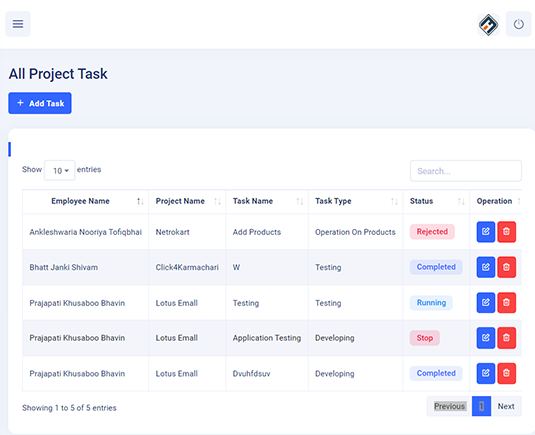 All Project Task
+ Add Task
Show 10 entries
Search...
Employee Name Project Name Task Name Task Type Status Operation
Ankleshwaria Nooriya Tofiqbhai Netrokart Add Products Operation On Products Rejected
Bhatt Janki Shivam Click4Karmachari W Testing Completed
Prajapati Khusaboo Bhavin Lotus Emall Testing Testing Running
Prajapati Khusaboo Bhavin Lotus Emall Application Testing Developing Stop
Prajapati Khusaboo Bhavin Lotus Emall Dvuhfdsuv Developing Completed
Showing 1 to 5 of 5 entries
Previous 1 Next